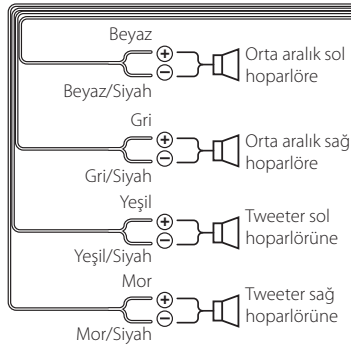 Beyaz
Orta aralık sol
hoparlöre
Beyaz/Siyah
Gri
Orta aralık sağ
hoparlöre
Gri/Siyah
Yeşil
Tweeter sol
hoparlörüne
Yeşil/Siyah
Mor
Tweeter sağ
hoparlörüne
Mor/Siyah